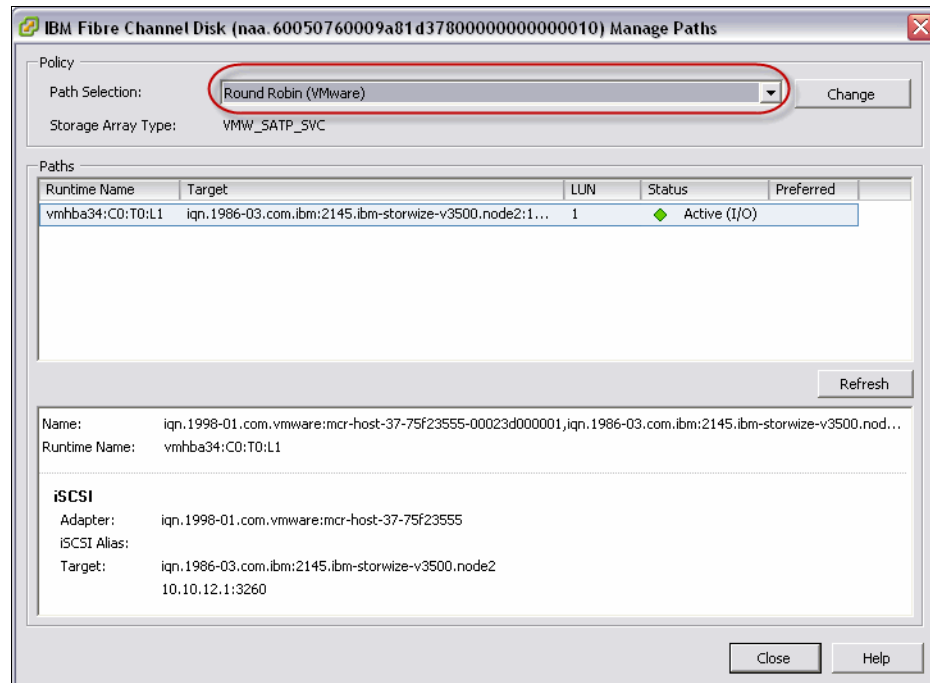 IBM Fibre Channel Disk (naa.60050760009a81d37800000000000010) Manage Paths
Policy
Path Selection: Round Robin (VMware) Change
Storage Array Type: VMW_SATP_SVC
Paths
Runtime Name Target LUN Status Preferred
vmhba34:C0:T0:L1 iqn.1986-03.com.ibm:2145.ibm-storwize-v3500.node2:1... 1 Active (I/O)
Refresh
Name: iqn.1998-01.com.vmware:mcr-host-37-75f23555-00023d000001,iqn.1986-03.com.ibm:2145.ibm-storwize-v3500.nod...
Runtime Name: vmhba34:C0:T0:L1
iSCSI
Adapter: iqn.1998-01.com.vmware:mcr-host-37-75f23555
iSCSI Alias:
Target: iqn.1986-03.com.ibm:2145.ibm-storwize-v3500.node2
10.10.12.1:3260
Close Help